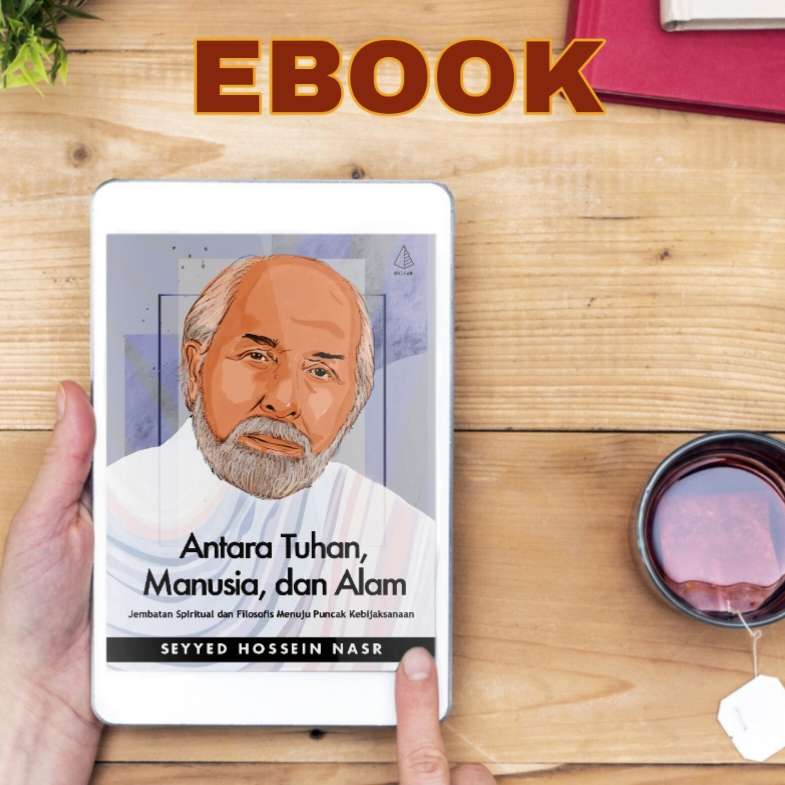 EBOOK
Antara Tuhan,
Manusia, dan Alam
Jembatan Spiritual dan Filosofis Menuju Puncak Kebijaksanaan
SEYYED HOSSEIN NASR